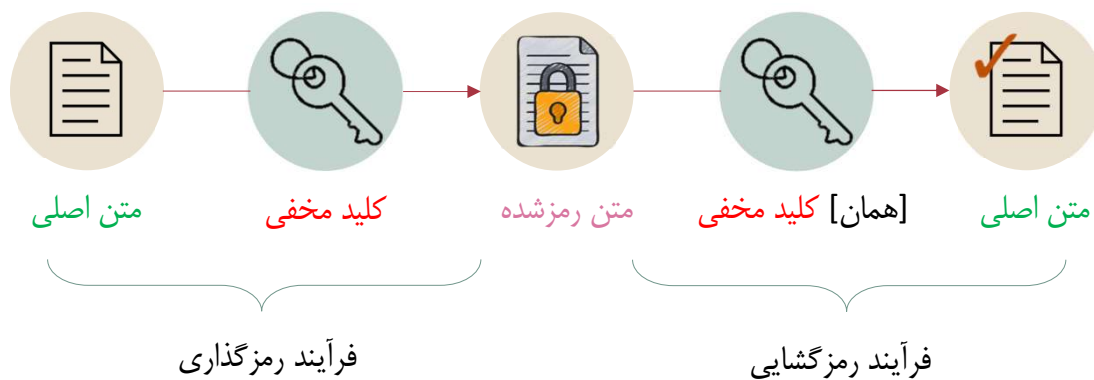 متن اصلی
کلید مخفی
متن رمزشده
[همان] کلید مخفی
متن اصلی
فرآیند رمزگذاری
فرآیند رمزگشایی